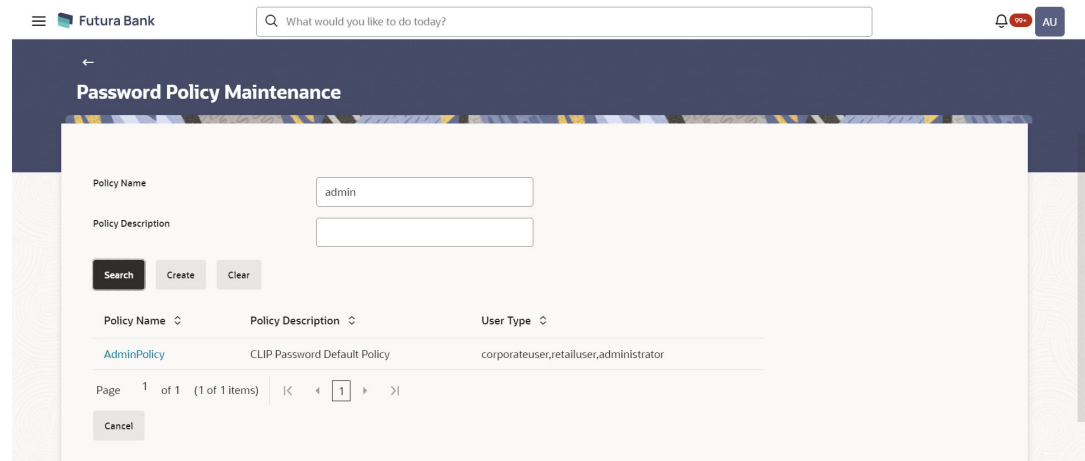 Futura Bank
What would you like to do today?
99+
AU
Password Policy Maintenance
Policy Name
admin
Policy Description
Search Create Clear
Policy Name Policy Description User Type
AdminPolicy CLIP Password Default Policy corporateuser,retailuser,administrator
Page 1 of 1 (1 of 1 items) 1
Cancel